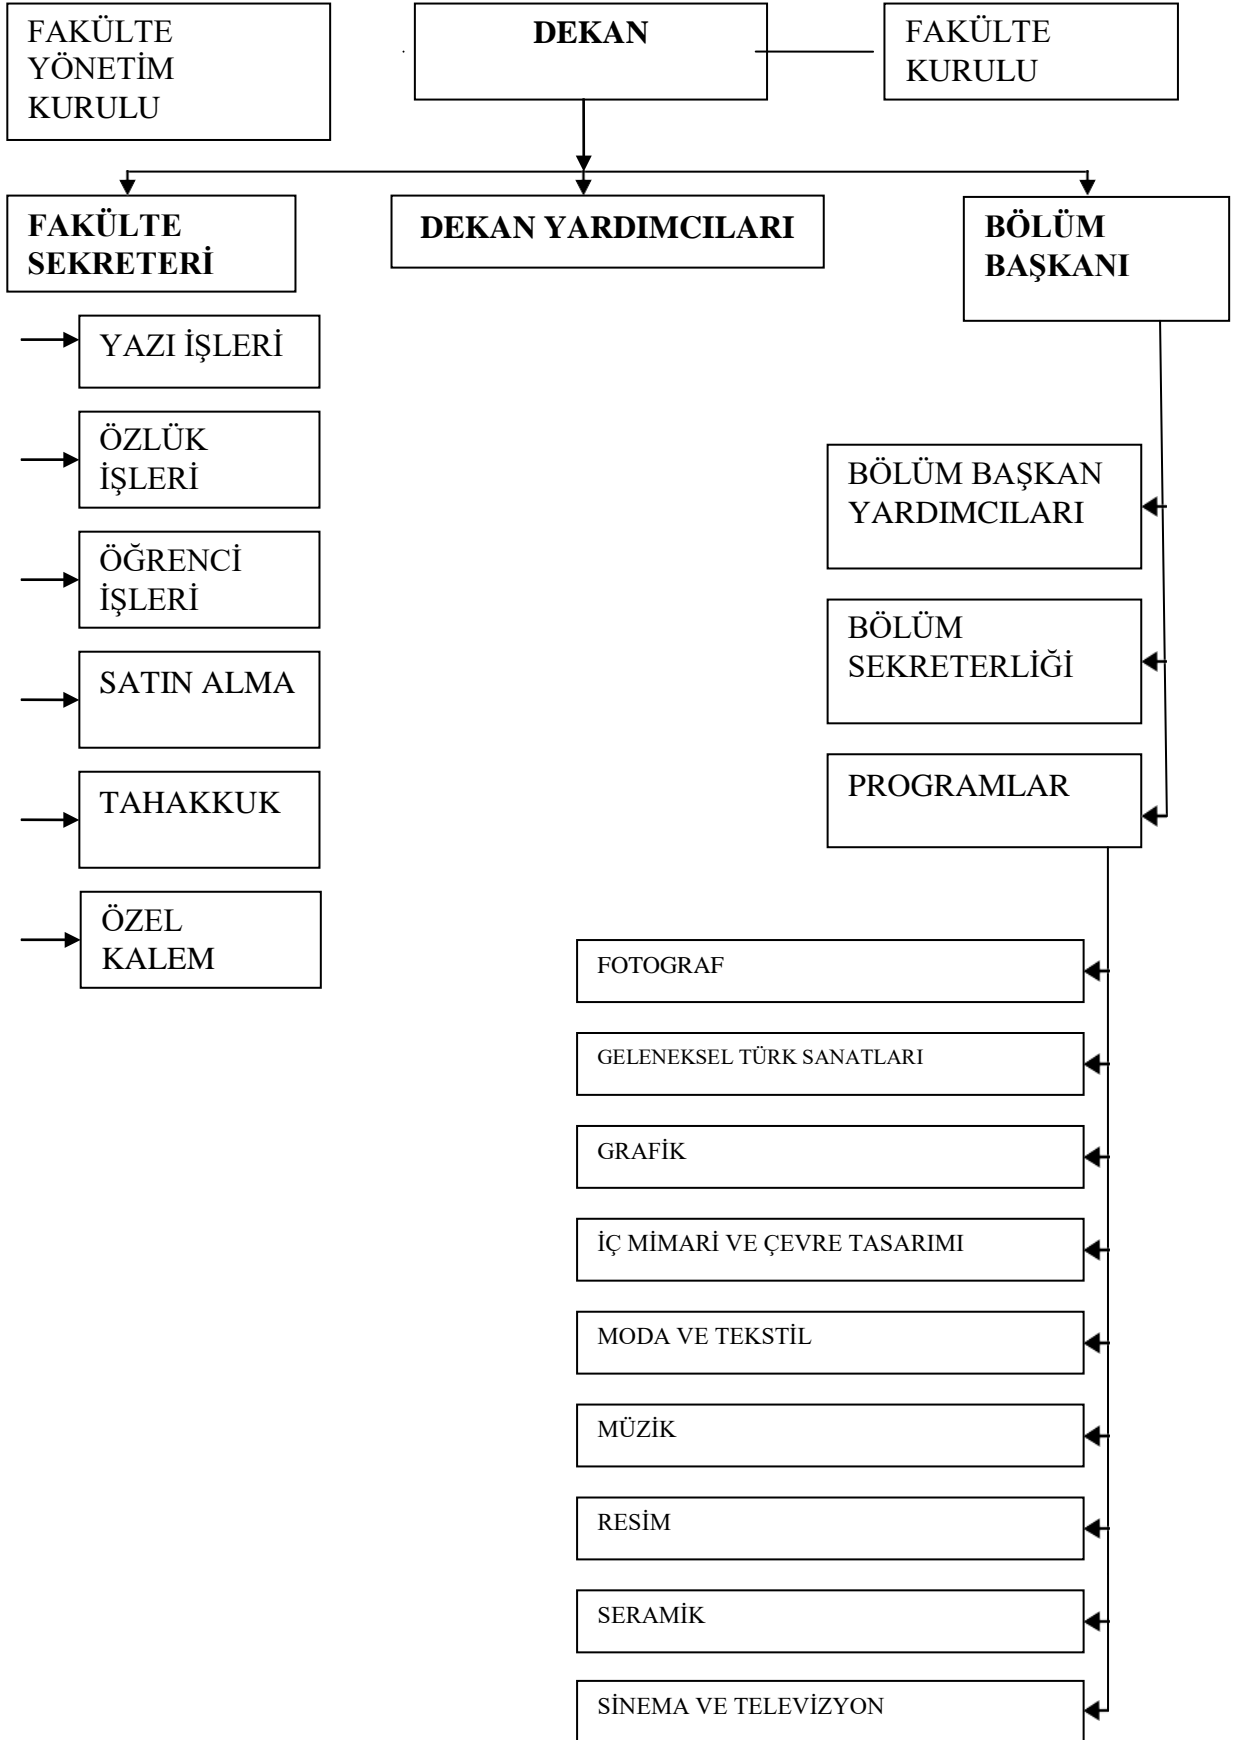 FAKÜLTE
YÖNETİM
KURULU
DEKAN
FAKÜLTE
KURULU
FAKÜLTE
SEKRETERİ
DEKAN YARDIMCILARI
BÖLÜM
BAŞKANI
YAZI İŞLERİ
ÖZLÜK
İŞLERİ
ÖĞRENCİ
İŞLERİ
SATIN ALMA
TAHAKKUK
ÖZEL
KALEM
BÖLÜM BAŞKAN
YARDIMCILARI
BÖLÜM
SEKRETERLİĞİ
PROGRAMLAR
FOTOGRAF
GELENEKSEL TÜRK SANATLARI
GRAFİK
İÇ MİMARİ VE ÇEVRE TASARIMI
MODA VE TEKSTİL
MÜZİK
RESİM
SERAMİK
SİNEMA VE TELEVİZYON